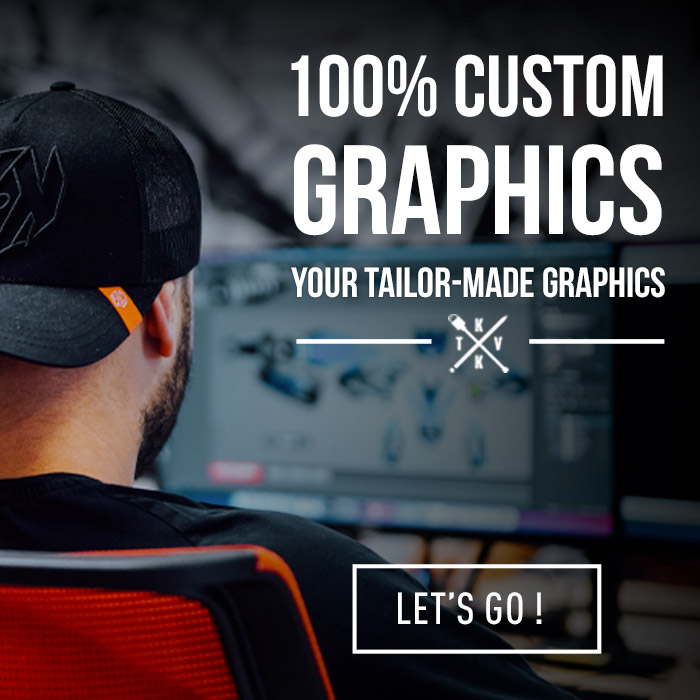 100% CUSTOM
GRAPHICS
YOUR TAILOR-MADE GRAPHICS
K
T V
K
LET'S GO !